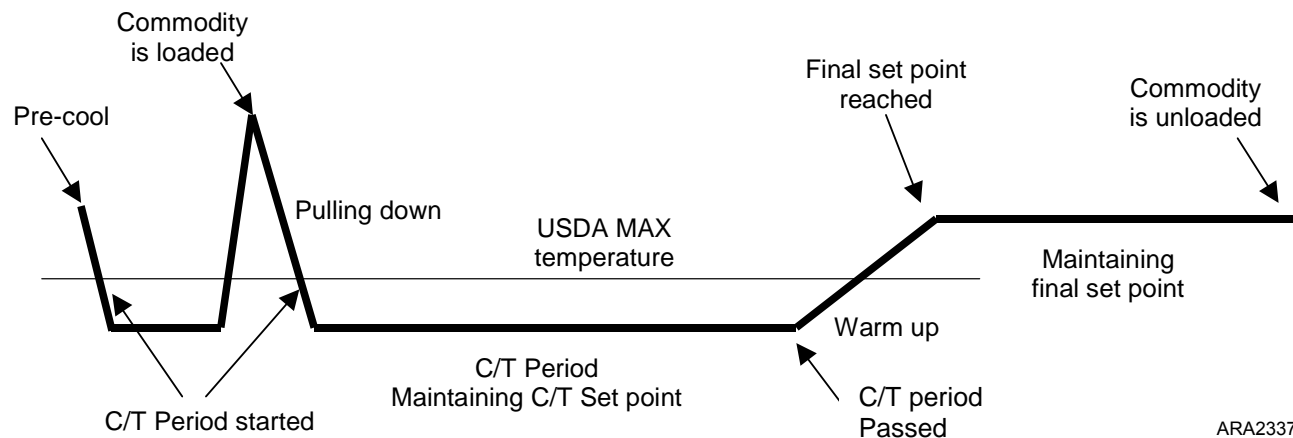 Commodity
is loaded
Pre-cool
Final set point
reached
Commodity
is unloaded
Pulling down
USDA MAX
temperature
Maintaining
final set point
Warm up
C/T Period
Maintaining C/T Set point
C/T Period started
C/T period
Passed
ARA2337